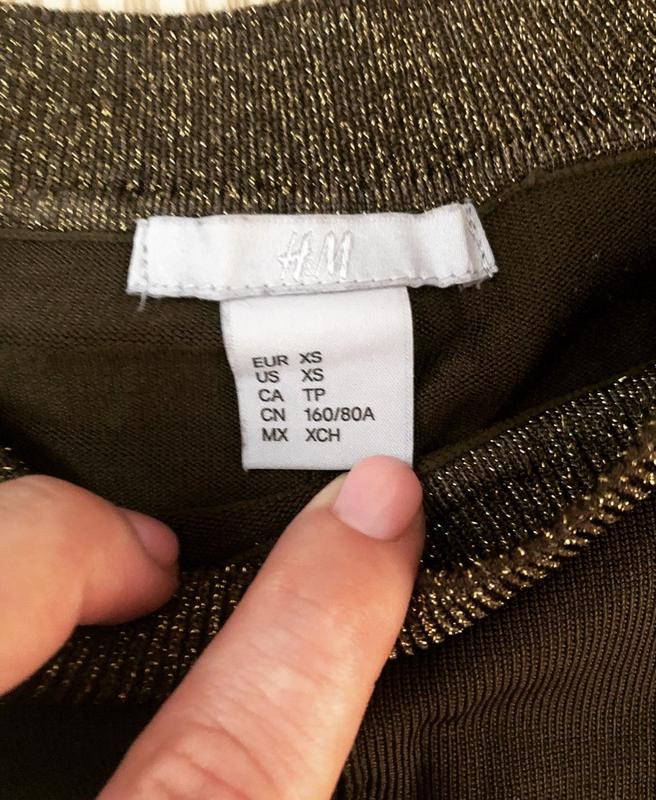 H&M
EUR XS
US XS
CA TP
CN 160/80A
MX XCH